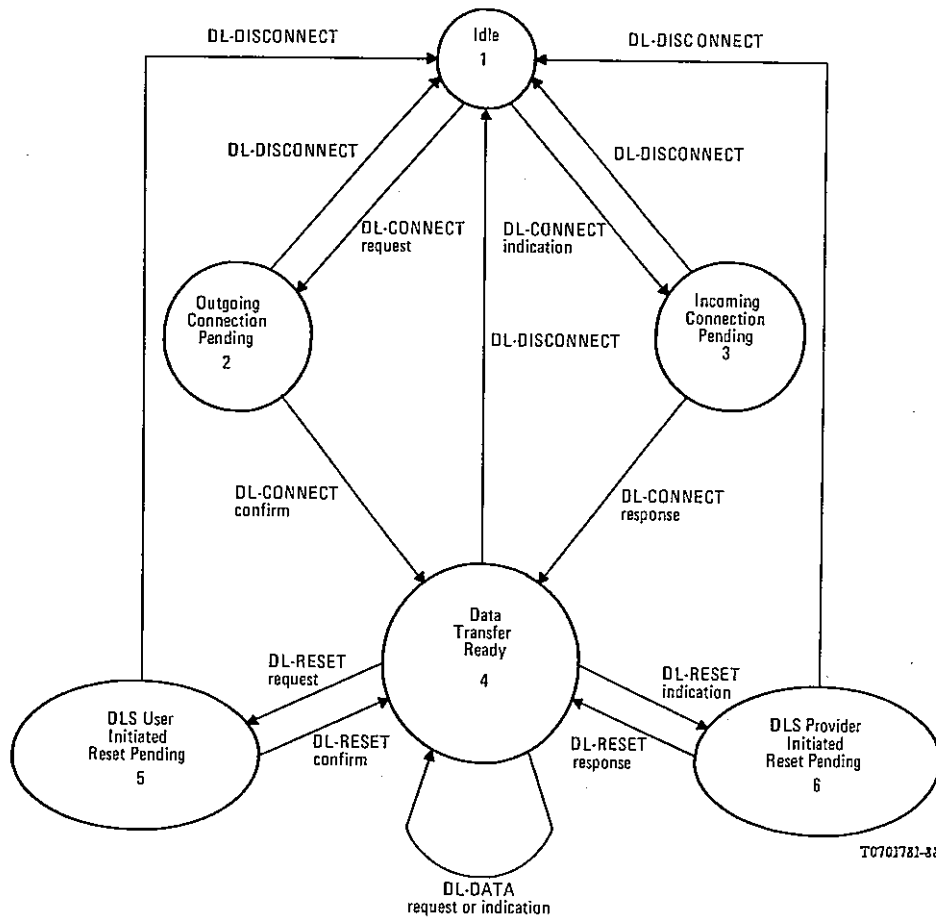 DL-DISCONNECT
Idle
1
DL-DISCONNECT
DL-DISCONNECT
DL-DISCONNECT
DL-CONNECT
request
DL-CONNECT
indication
Outgoing
Connection
Pending
2
DL-DISCONNECT
Incoming
Connection
Pending
3
DL-CONNECT
confirm
DL-CONNECT
response
Data
Transfer
Ready
4
DL-RESET
request
DL-RESET
indication
DLS User
Initiated
Reset Pending
5
DL-RESET
confirm
DL-RESET
response
DLS Provider
Initiated
Reset Pending
6
T0701781-88
DL-DATA
request or indication